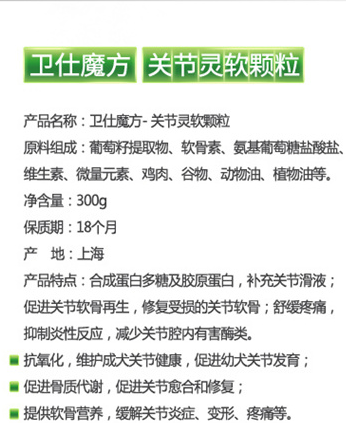 卫仕魔方 关节灵软颗粒
产品名称：卫仕魔方-关节灵软颗粒
原料组成：葡萄籽提取物、软骨素、氨基葡萄糖盐酸盐、
维生素、微量元素、鸡肉、谷物、动物油、植物油等。
净含量：300g
保质期：18个月
产 地：上海
产品特点：合成蛋白多糖及胶原蛋白，补充关节滑液；
促进关节软骨再生，修复受损的关节软骨；舒缓疼痛，
抑制炎性反应，减少关节腔内有害酶类。
抗氧化，维护成犬关节健康，促进幼犬关节发育；
促进骨质代谢，促进关节愈合和修复；
提供软骨营养，缓解关节炎症、变形、疼痛等。